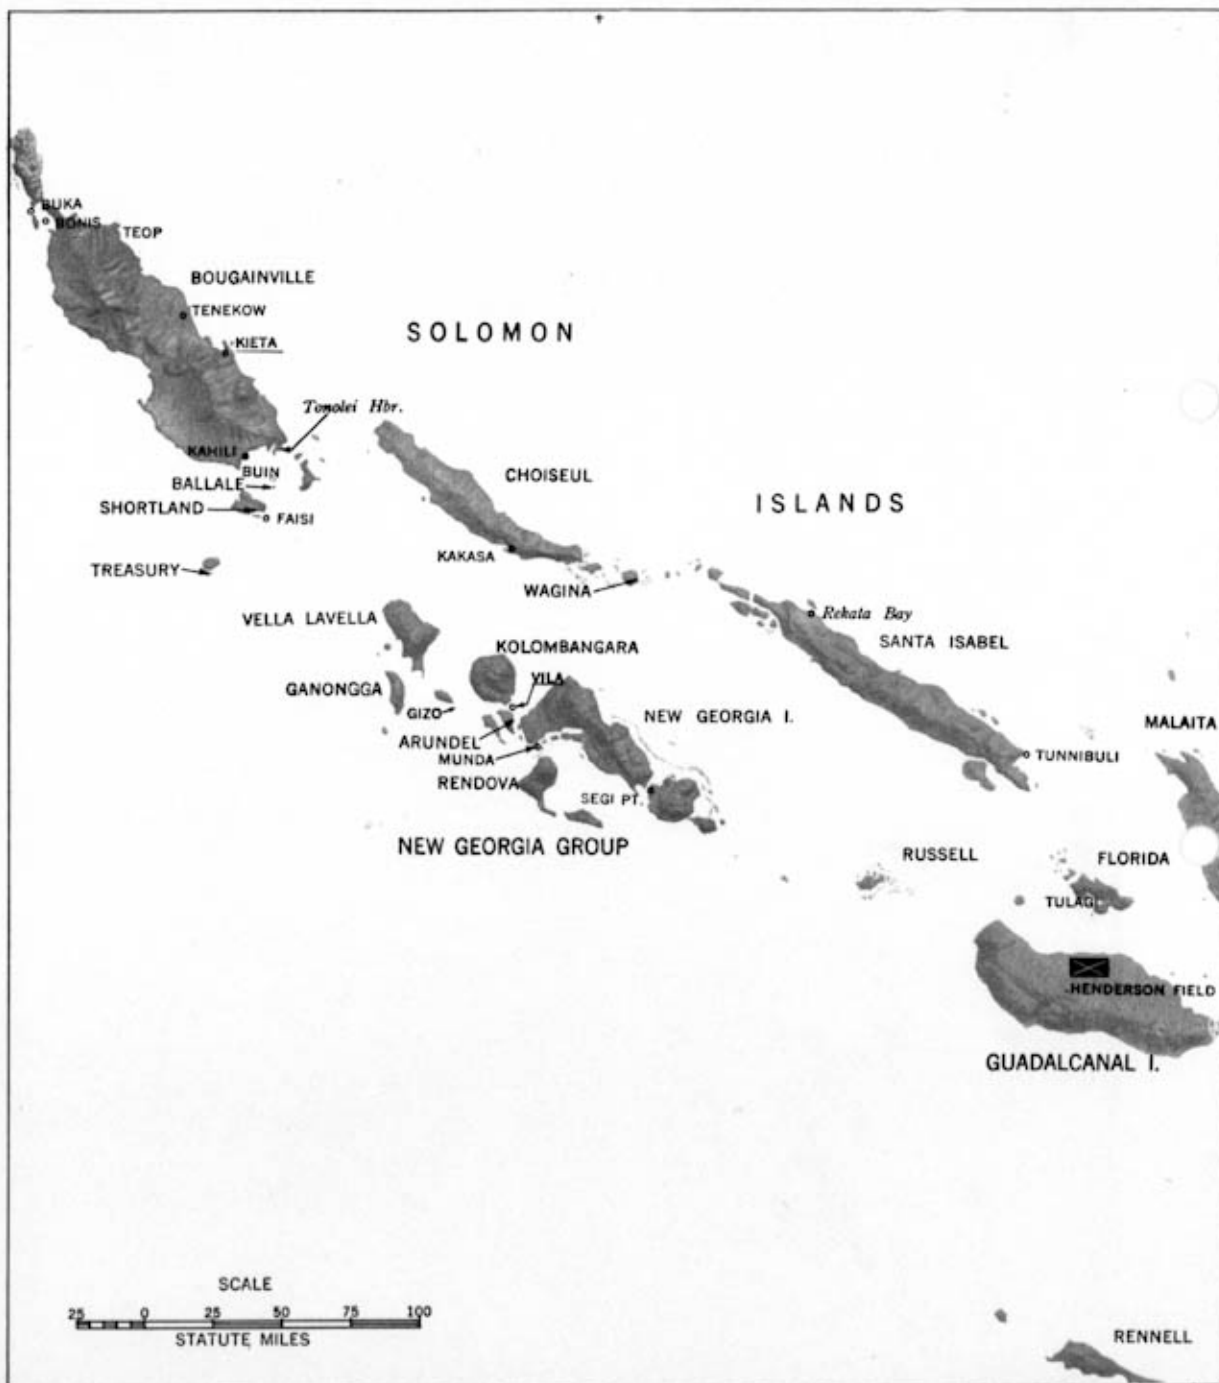 BUKA
BONIS
TEOP
BOUGAINVILLE
TENEKOW
SOLOMON
KIETA
Tonolei Hbr.
KAHILI
BUIN
BALLALE
CHOISEUL
SHORTLAND
FAISI
ISLANDS
KAKASA
TREASURY
WAGINA
VELLA LAVELLA
Rekata Bay
SANTA ISABEL
KOLOMBANGARA
VILA
GANONGGA
GIZO
NEW GEORGIA I.
MALAITA
ARUNDEL
MUNDA
TUNNIBULI
RENDOVA
SEGI PT.
NEW GEORGIA GROUP
RUSSELL
FLORIDA
TULAGI
HENDERSON FIELD
GUADALCANAL I.
SCALE
25 0 25 50 75 100
STATUTE MILES
RENNELL